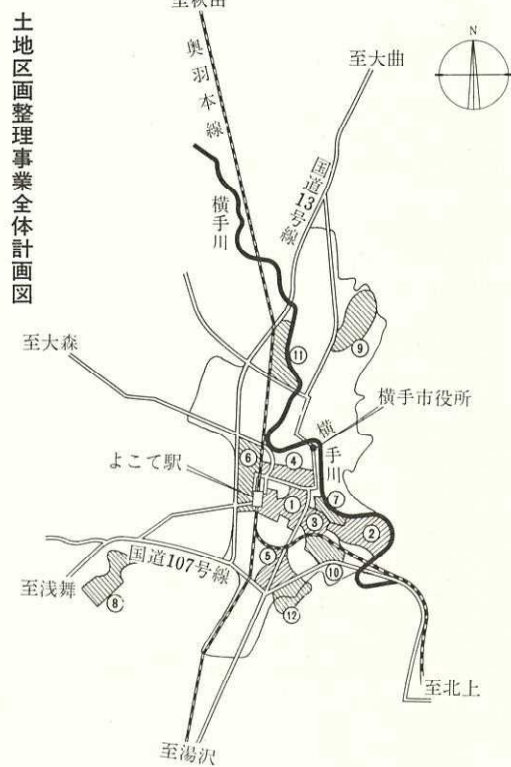 土地区画整理事業全体計画図
至秋田
奥羽本線
至大曲
N
国道13号線
横手川
⑨
至大森
⑪
横手市役所
横手川
よこて駅
⑥
④
①
⑦
③
②
⑤
⑩
国道107号線
至浅舞
⑧
⑫
至北上
至湯沢